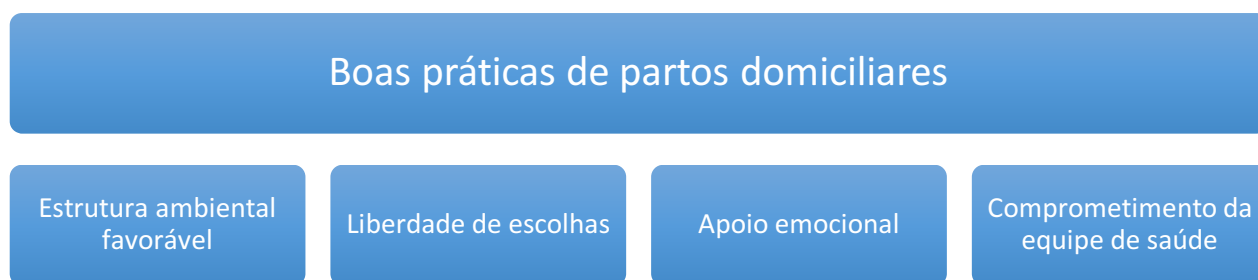 Boas práticas de partos domiciliares
Estrutura ambiental
favorável
Liberdade de escolhas
Apoio emocional
Comprometimento da
equipe de saúde